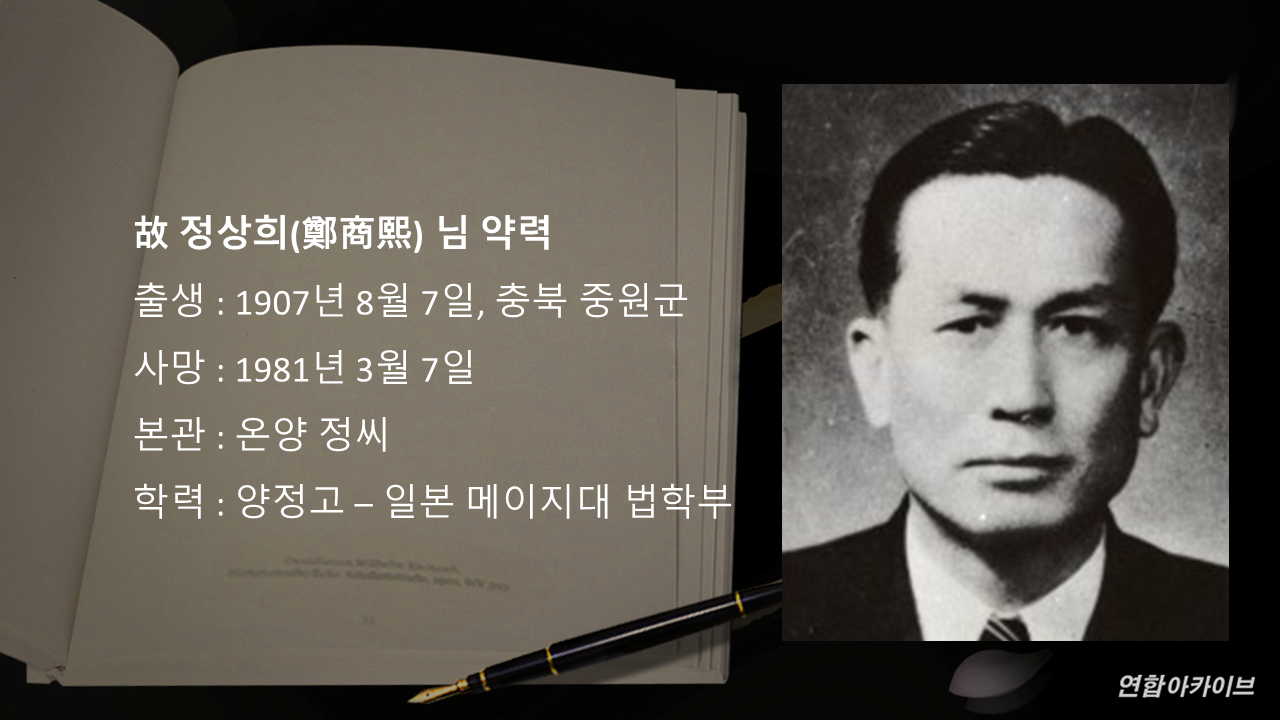 故 정상희(鄭商熙) 님 약력
출생 : 1907년 8월 7일, 충북 중원군
사망 : 1981년 3월 7일
본관 : 온양 정씨
학력 : 양정고 – 일본 메이지대 법학부
연합아카이브